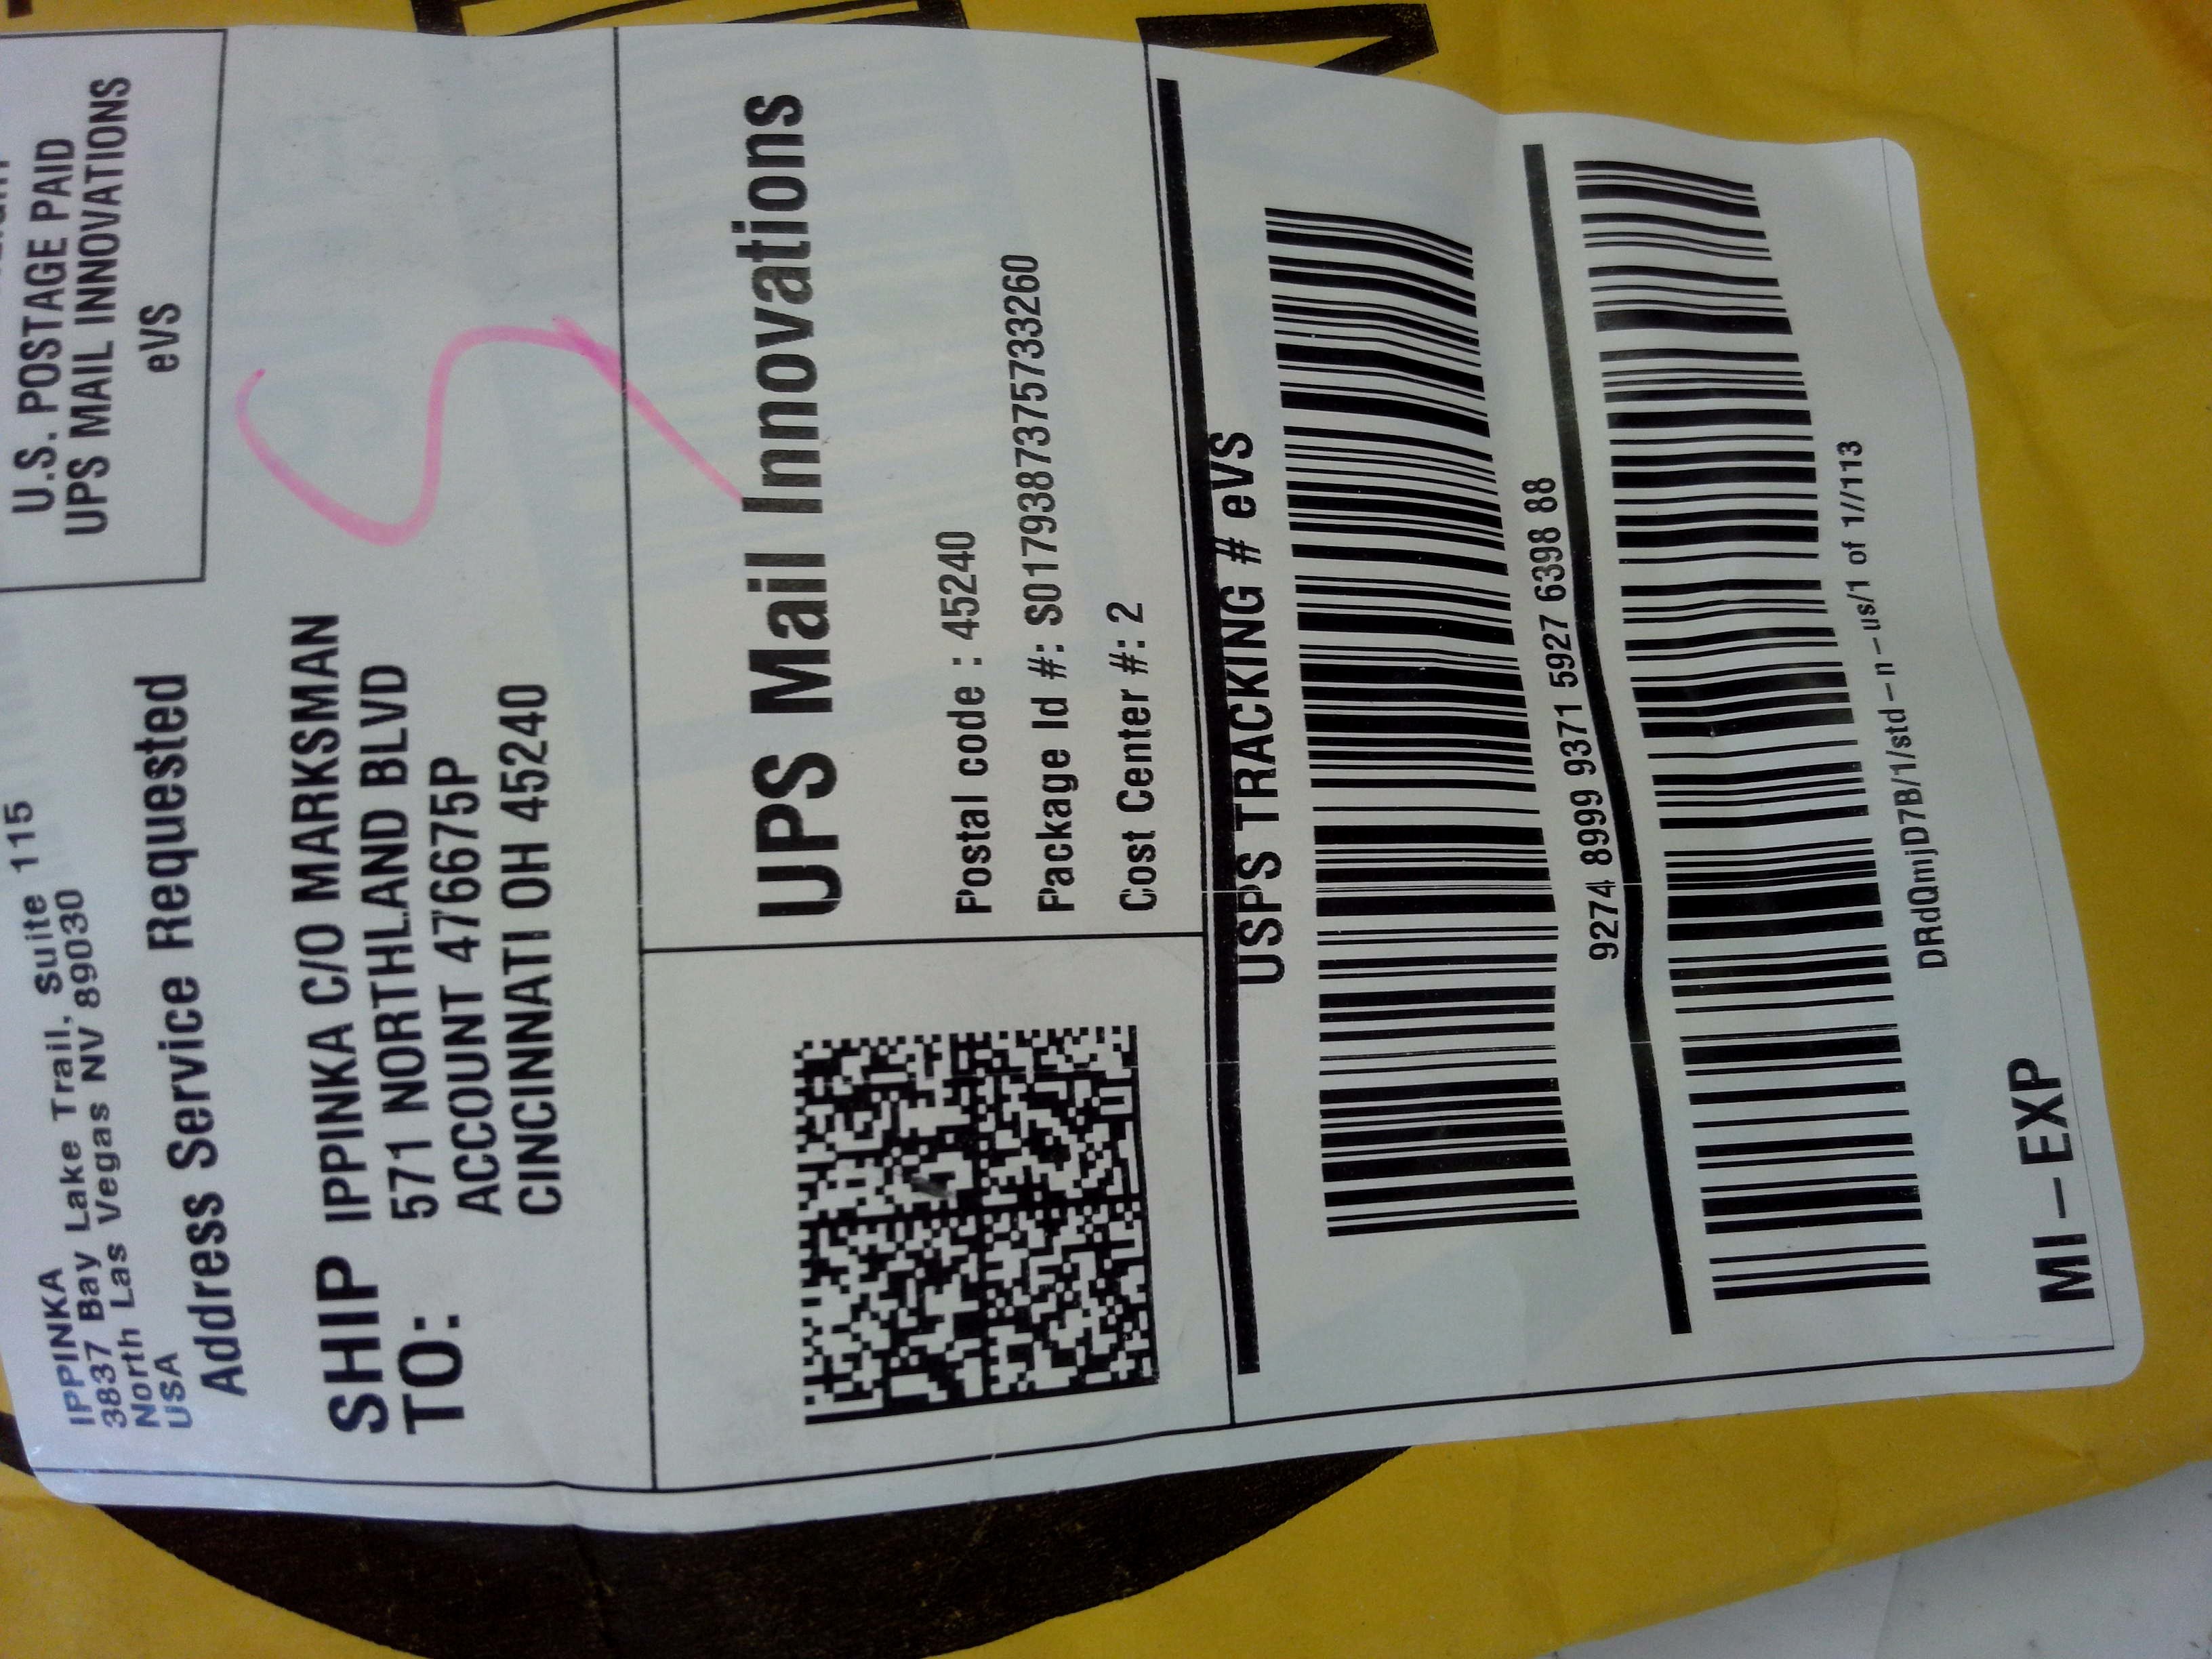 U.S. POSTAGE PAID
UPS MAIL INNOVATIONS
eVS
IPPINKA
3837 Bay Lake Trail, Suite 115
North Las Vegas NV 89030
USA
Address Service Requested
SHIP TO:
IPPINKA C/O MARKSMAN
571 NORTHLAND BLVD
ACCOUNT 476675P
CINCINNATI OH 45240
UPS Mail Innovations
Postal code : 45240
Package Id #: S0179387375733260
Cost Center #: 2
USPS TRACKING # eVS
9274 8999 9371 5927 6398 88
DRdQmjD7B/1/std-n-us/1 of 1//113
MI-EXP